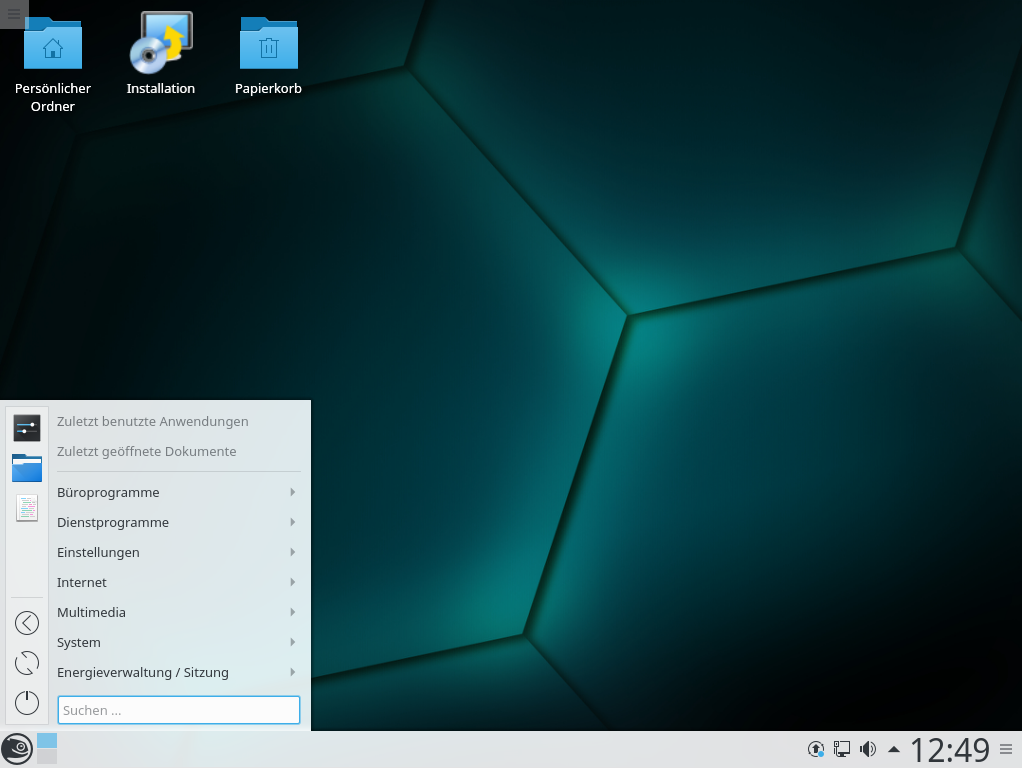 Persönlicher
Ordner
Installation
Papierkorb
Zuletzt benutzte Anwendungen
Zuletzt geöffnete Dokumente
Büroprogramme
Dienstprogramme
Einstellungen
Internet
Multimedia
System
Energieverwaltung / Sitzung
Suchen ...
12:49